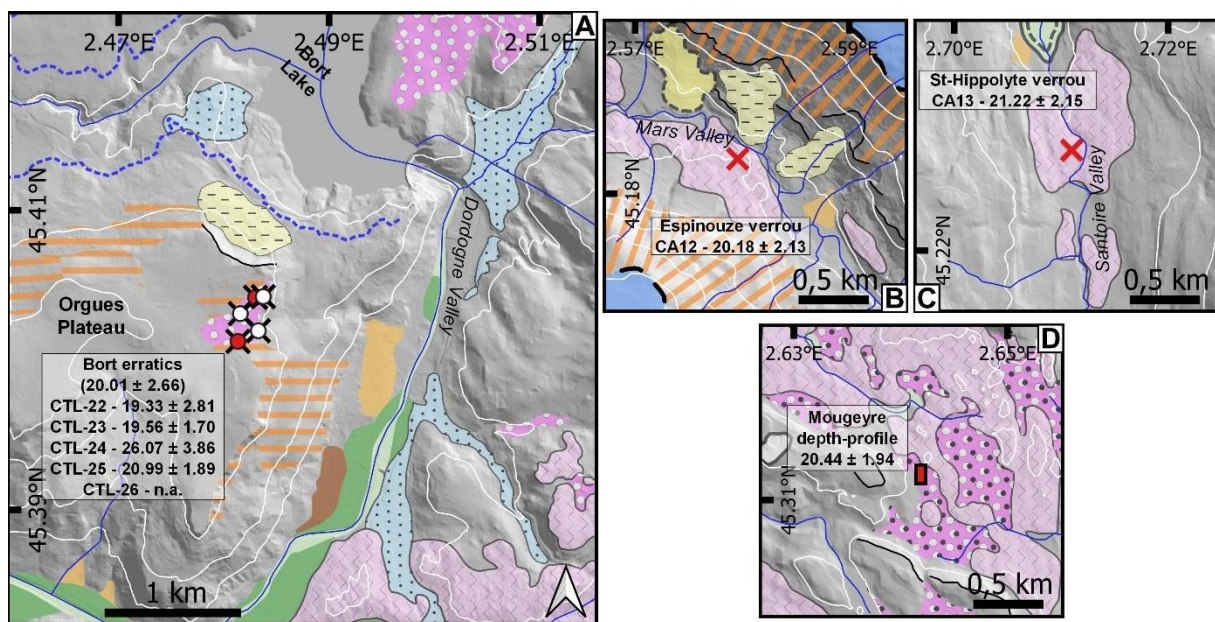 A
2.47°E
2.49°E
2.51°E
Bort
Lake
45.41°N
Dordogne Valley
Orgues
Plateau
Bort erratics
(20.01 ± 2.66)
CTL-22 - 19.33 ± 2.81
CTL-23 - 19.56 ± 1.70
CTL-24 - 26.07 ± 3.86
CTL-25 - 20.99 ± 1.89
CTL-26 - n.a.
45.39°N
1 km
2.57°E
2.59°E
Mars Valley
45.18°N
Espinouze verrou
CA12 - 20.18 ± 2.13
0,5 km
B
2.70°E
2.72°E
St-Hippolyte verrou
CA13 - 21.22 ± 2.15
Santoire Valley
45.22°N
0,5 km
C
D
2.63°E
2.65°E
Mougeyre
depth-profile
20.44 ± 1.94
45.31°N
0,5 km